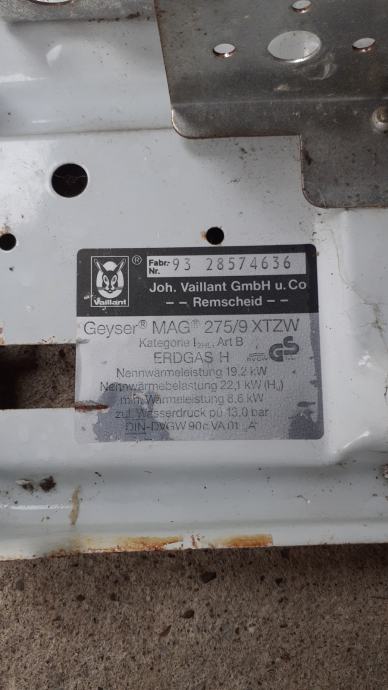 Vaillant ®
Fabr.- Nr. 93 28574636
Joh. Vaillant GmbH u. Co
-- Remscheid --
Geyser® MAG® 275/9 XTZW
Kategorie I2HL, Art B
ERDGAS H
GS
Nennwärmeleistung 19,2 kW
Nennwärmebelastung 22,1 kW (Hu)
min. Wärmeleistung 8,6 kW
zul. Wasserdruck pü 13,0 bar
DIN-DVGW 90c VA 01 A